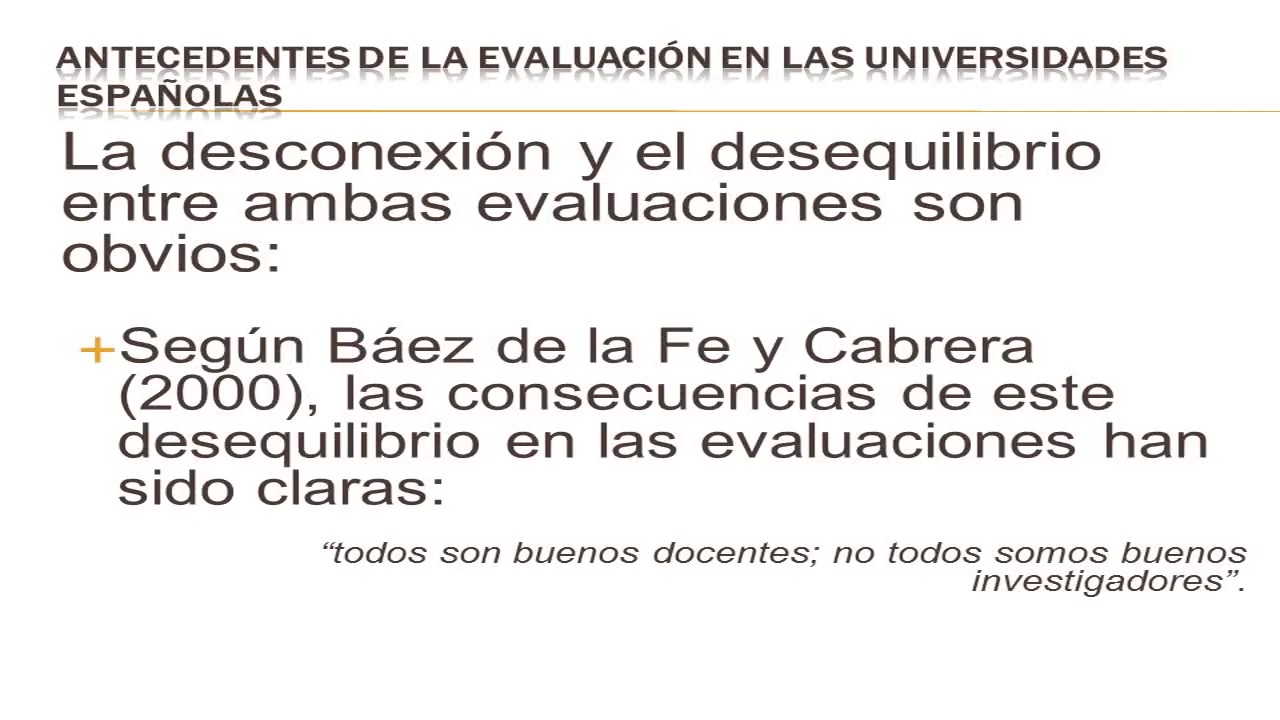 ANTECEDENTES DE LA EVALUACIÓN EN LAS UNIVERSIDADES
ESPAÑOLAS
La desconexión y el desequilibrio
entre ambas evaluaciones son
obvios:
+Según Báez de la Fe y Cabrera
(2000), las consecuencias de este
desequilibrio en las evaluaciones han
sido claras:
“todos son buenos docentes; no todos somos buenos
investigadores”.